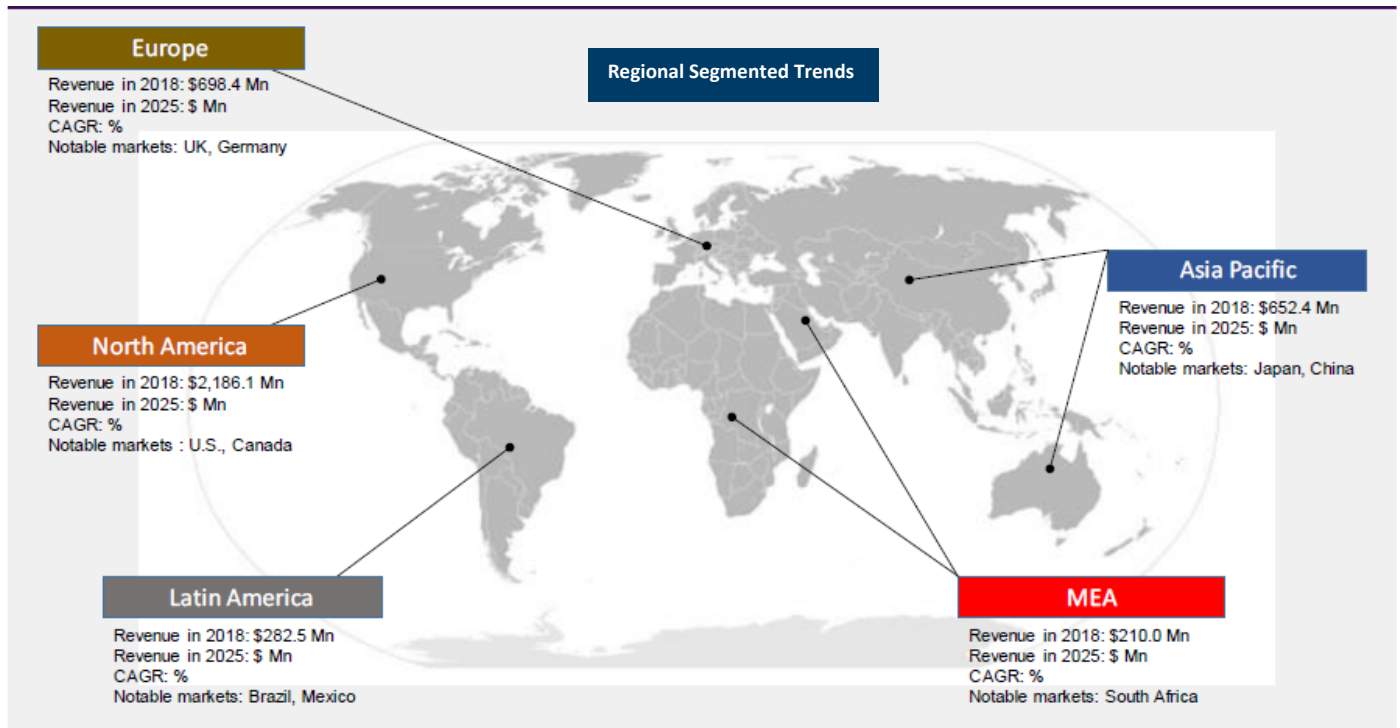 Europe
Revenue in 2018: $698.4 Mn
Revenue in 2025: $ Mn
CAGR: %
Notable markets: UK, Germany
Regional Segmented Trends
North America
Revenue in 2018: $2,186.1 Mn
Revenue in 2025: $ Mn
CAGR: %
Notable markets : U.S., Canada
Asia Pacific
Revenue in 2018: $652.4 Mn
Revenue in 2025: $ Mn
CAGR: %
Notable markets: Japan, China
Latin America
Revenue in 2018: $282.5 Mn
Revenue in 2025: $ Mn
CAGR: %
Notable markets: Brazil, Mexico
MEA
Revenue in 2018: $210.0 Mn
Revenue in 2025: $ Mn
CAGR: %
Notable markets: South Africa